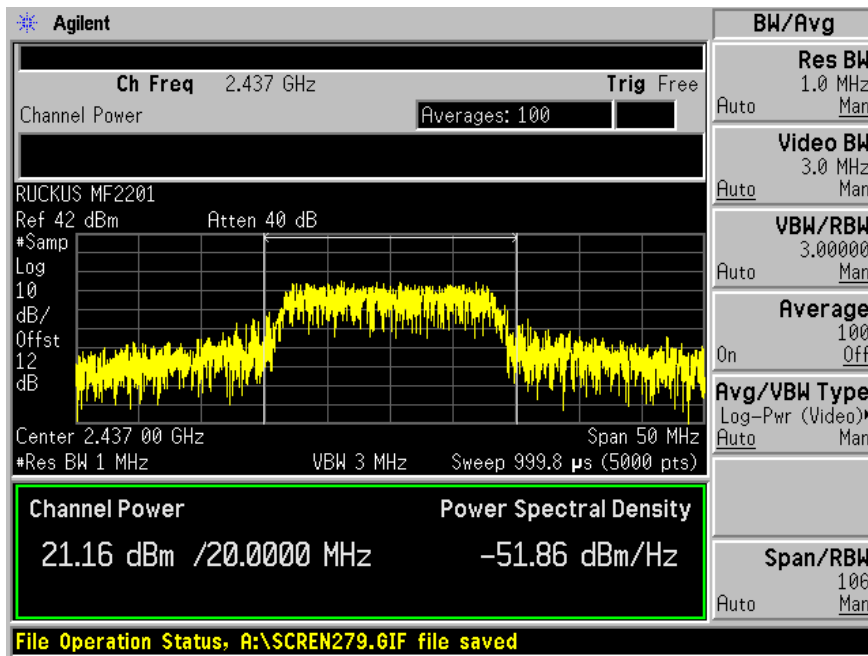 Agilent
BW/Avg
Ch Freq 2.437 GHz Trig Free
Channel Power Averages: 100
RUCKUS MF2201
Ref 42 dBm Atten 40 dB
#Samp
Log
10
dB/
Offst
12
dB
Center 2.437 00 GHz Span 50 MHz
#Res BW 1 MHz VBW 3 MHz Sweep 999.8 µs (5000 pts)
Channel Power Power Spectral Density
21.16 dBm /20.0000 MHz -51.86 dBm/Hz
Res BW
1.0 MHz
Auto Man
Video BW
3.0 MHz
Auto Man
VBW/RBW
3.00000
Auto Man
Average
100
On Off
Avg/VBW Type
Log-Pwr (Video)
Auto Man
Span/RBW
106
Auto Man
File Operation Status, A:\SCREN279.GIF file saved